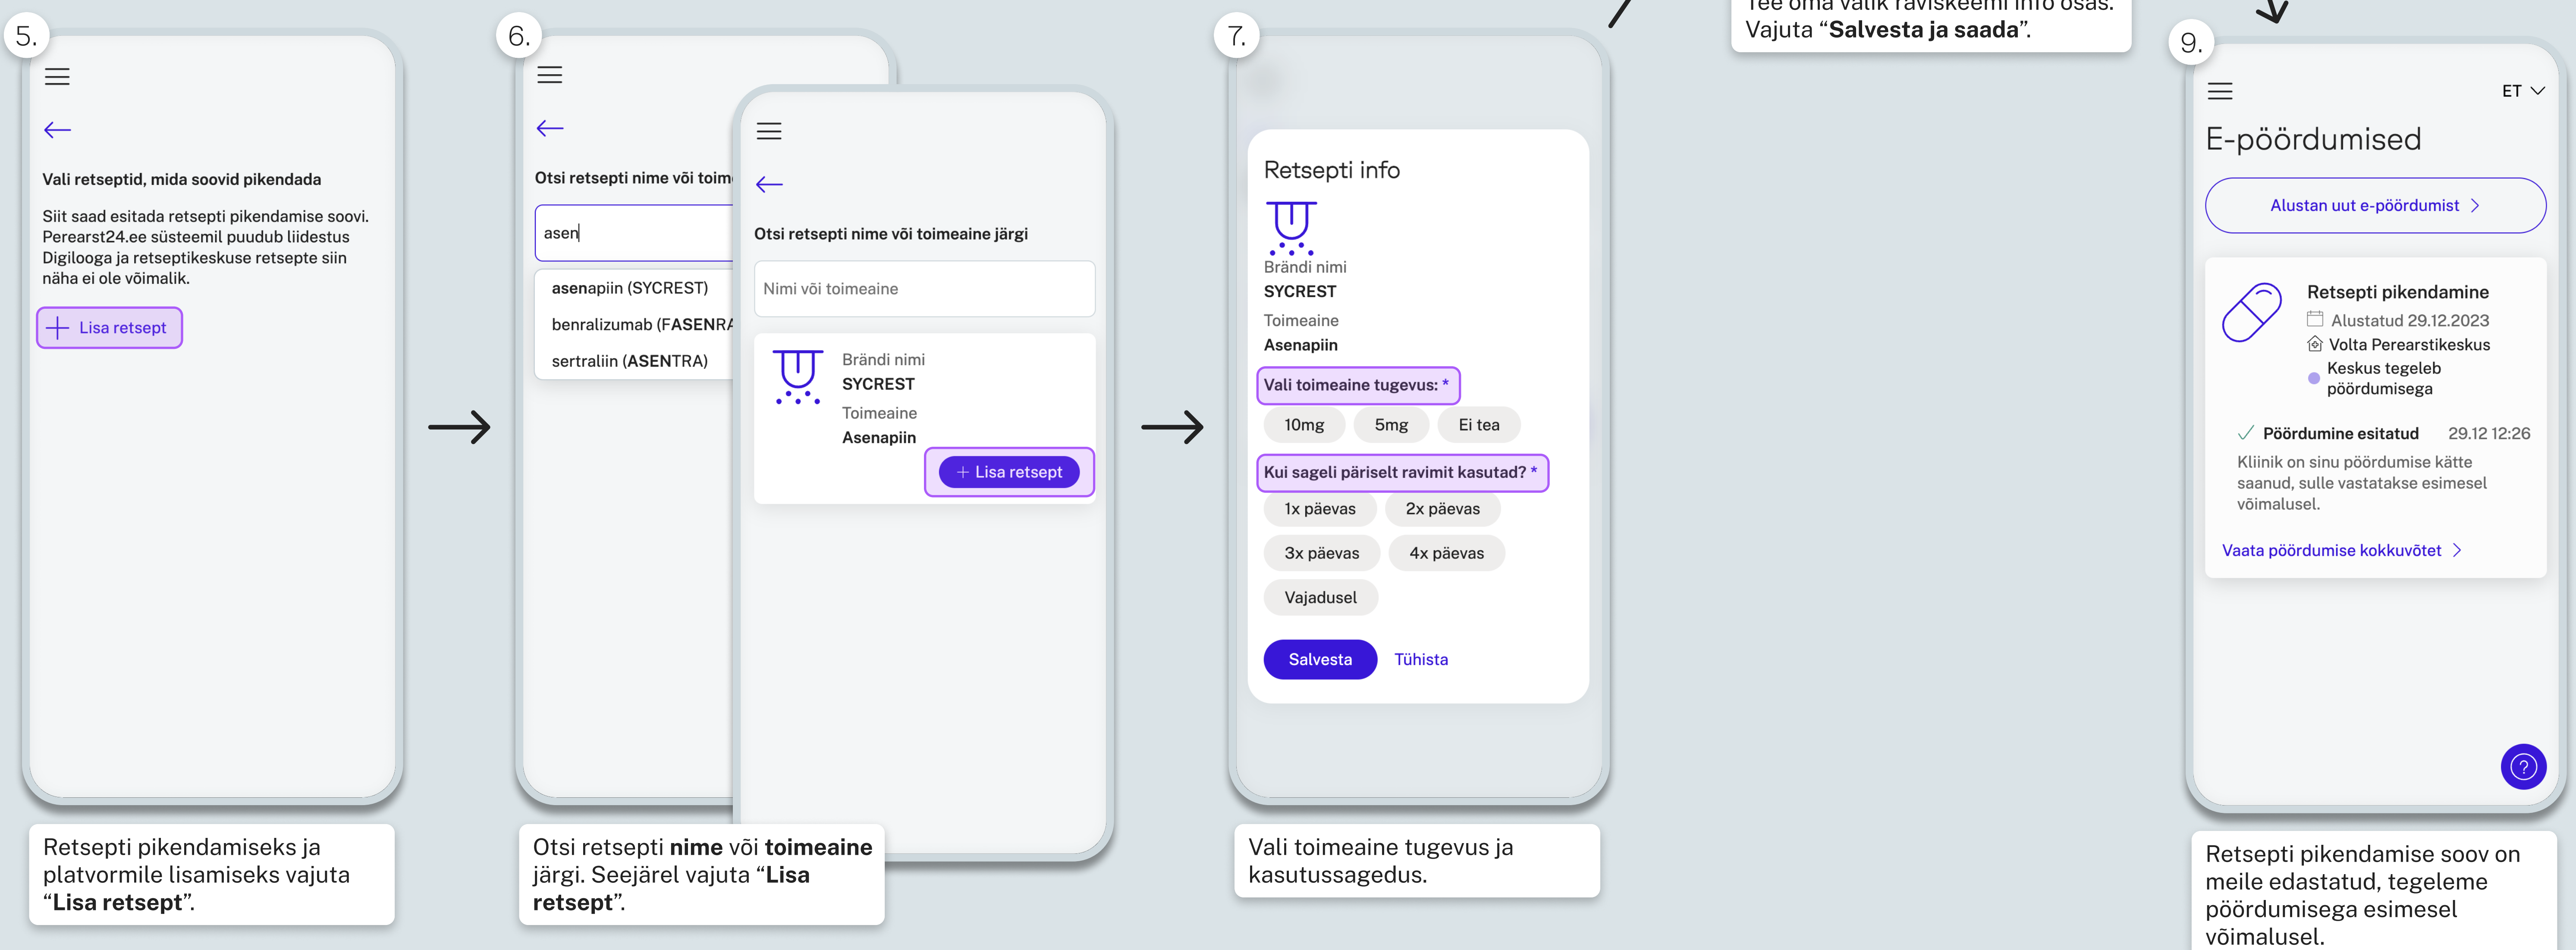 5.
Vali retseptid, mida soovid pikendada
Siit saad esitada retsepti pikendamise soovi.
Perearst24.ee süsteemil puudub liidestus
Digilooga ja retseptikeskuse retsepte siin
näha ei ole võimalik.
Lisa retsept
Retsepti pikendamiseks ja
platvormile lisamiseks vajuta
“Lisa retsept”.
6.
Otsi retsepti nime või toim
asen
asenapiin (SYCREST)
benralizumab (FASENRA
sertraliin (ASENTRA)
Otsi retsepti nime või toimeaine järgi
Nimi või toimeaine
Brändi nimi
SYCREST
Toimeaine
Asenapiin
+ Lisa retsept
Otsi retsepti nime või toimeaine
järgi. Seejärel vajuta “Lisa
retsept”.
7.
Retsepti info
Brändi nimi
SYCREST
Toimeaine
Asenapiin
Vali toimeaine tugevus: *
10mg 5mg Ei tea
Kui sageli päriselt ravimit kasutad? *
1x päevas 2x päevas
3x päevas 4x päevas
Vajadusel
Salvesta Tühista
Vali toimeaine tugevus ja
kasutussagedus.
Tee oma valik raviskeemi info osas.
Vajuta “Salvesta ja saada”.
9.
ET
E-pöördumised
Alustan uut e-pöördumist
Retsepti pikendamine
Alustatud 29.12.2023
Volta Perearstikeskus
Keskus tegeleb
pöördumisega
Pöördumine esitatud 29.12 12:26
Kliinik on sinu pöördumise kätte
saanud, sulle vastatakse esimesel
võimalusel.
Vaata pöördumise kokkuvõtet
?
Retsepti pikendamise soov on
meile edastatud, tegeleme
pöördumisega esimesel
võimalusel.